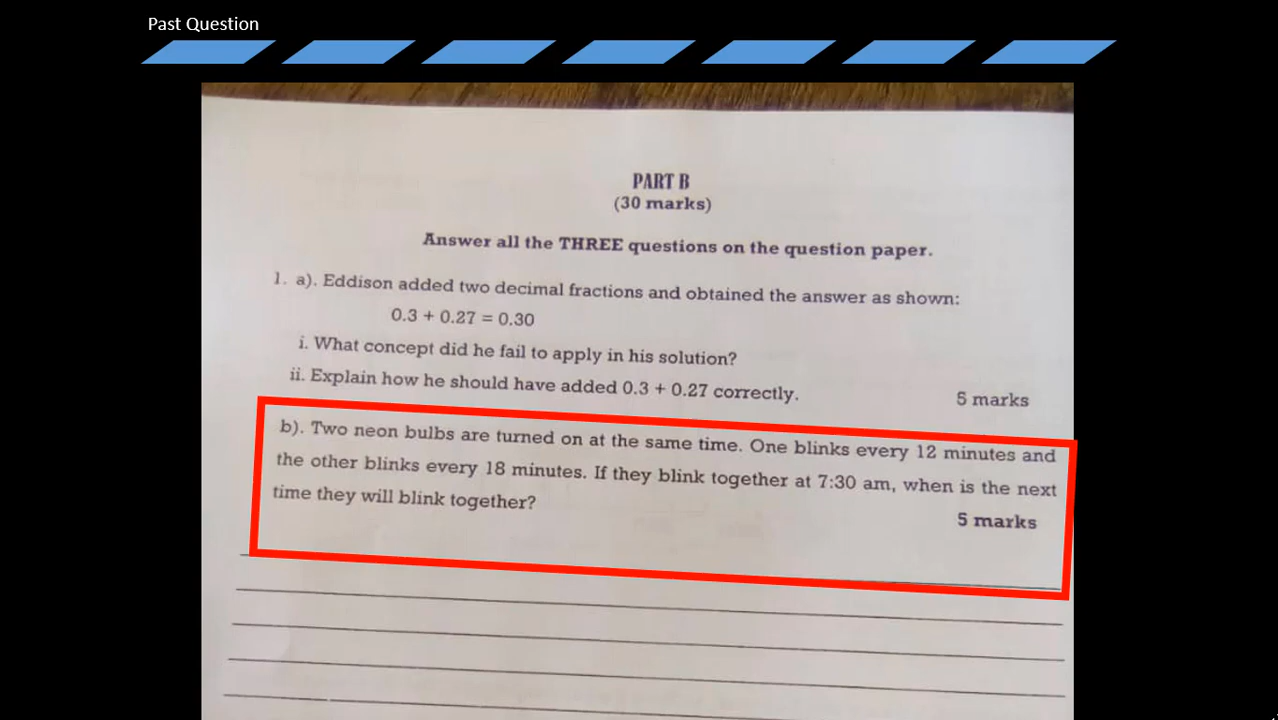 Past Question
PART B
(30 marks)
Answer all the THREE questions on the question paper.
1. a). Eddison added two decimal fractions and obtained the answer as shown:
0.3 + 0.27 = 0.30
i. What concept did he fail to apply in his solution?
ii. Explain how he should have added 0.3 + 0.27 correctly.
5 marks
b). Two neon bulbs are turned on at the same time. One blinks every 12 minutes and
the other blinks every 18 minutes. If they blink together at 7:30 am, when is the next
time they will blink together?
5 marks